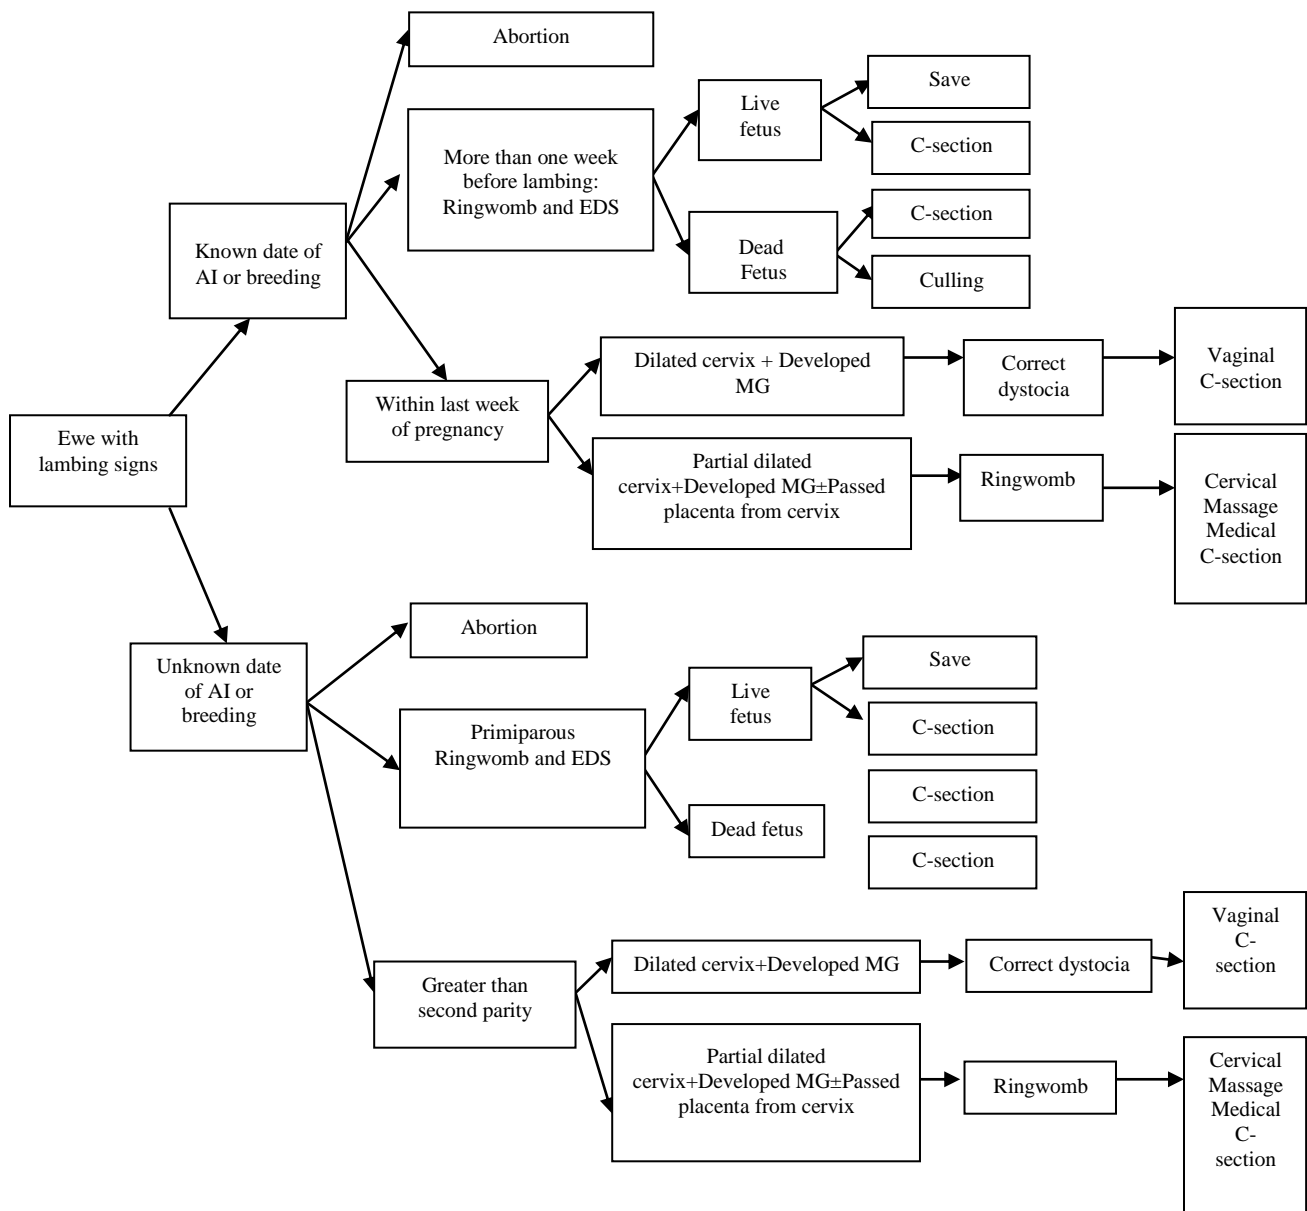 Abortion
Save
Live
fetus
C-section
More than one week
before lambing:
Ringwomb and EDS
C-section
Dead
Fetus
Culling
Known date of
AI or breeding
Dilated cervix + Developed
MG
Correct
dystocia
Vaginal
C-section
Within last week
of pregnancy
Ewe with
lambing signs
Partial dilated
cervix+Developed MG±Passed
placenta from cervix
Ringwomb
Cervical
Massage
Medical
C-section
Abortion
Unknown date
of AI or
breeding
Save
Live
fetus
C-section
Primiparous
Ringwomb and EDS
C-section
Dead fetus
C-section
Dilated cervix+Developed MG
Correct dystocia
Vaginal
C-
section
Greater than
second parity
Partial dilated
cervix+Developed MG±Passed
placenta from cervix
Ringwomb
Cervical
Massage
Medical
C-
section